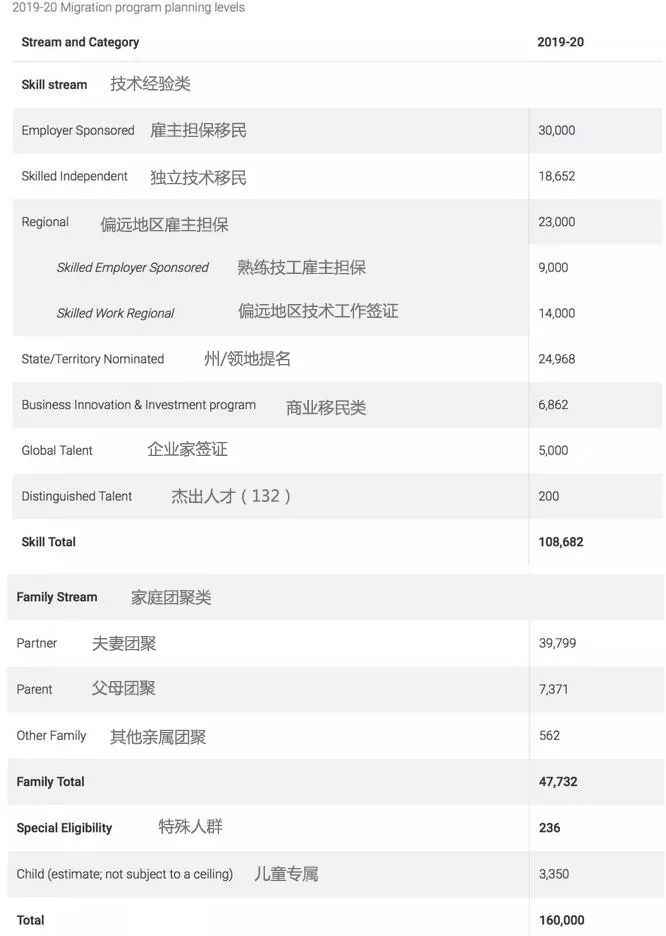 2019-20 Migration program planning levels
Stream and Category 2019-20
Skill stream 技术经验类
Employer Sponsored 雇主担保移民 30,000
Skilled Independent 独立技术移民 18,652
Regional 偏远地区雇主担保 23,000
Skilled Employer Sponsored 熟练技工雇主担保 9,000
Skilled Work Regional 偏远地区技术工作签证 14,000
State/Territory Nominated 州/领地提名 24,968
Business Innovation & Investment program 商业移民类 6,862
Global Talent 企业家签证 5,000
Distinguished Talent 杰出人才（132） 200
Skill Total 108,682
Family Stream 家庭团聚类
Partner 夫妻团聚 39,799
Parent 父母团聚 7,371
Other Family 其他亲属团聚 562
Family Total 47,732
Special Eligibility 特殊人群 236
Child (estimate; not subject to a ceiling) 儿童专属 3,350
Total 160,000